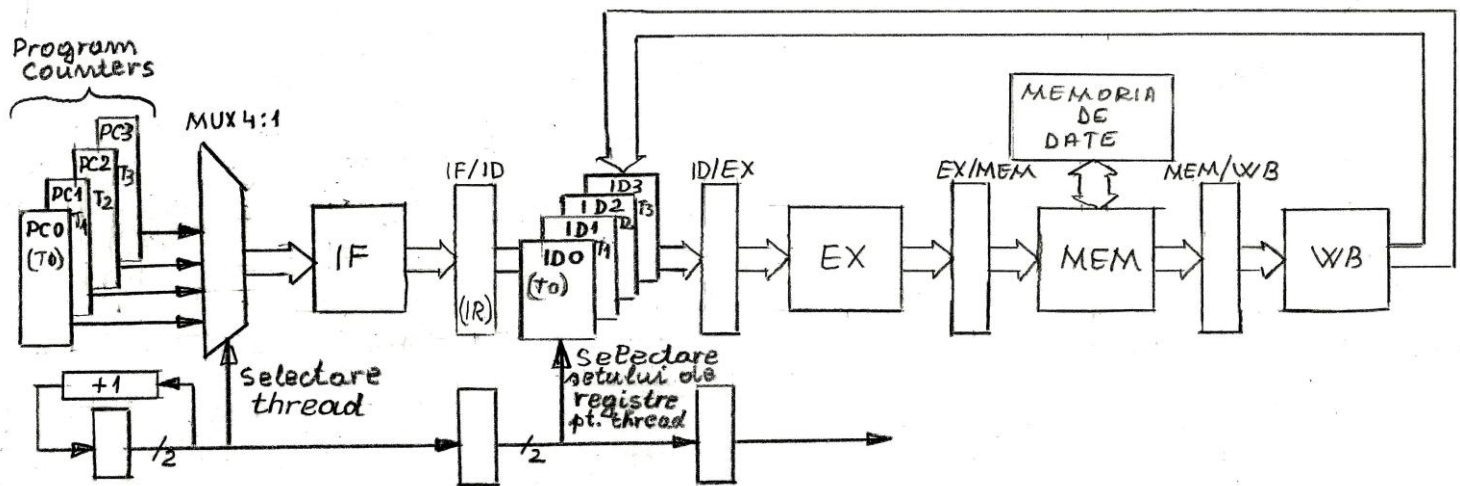 Program
Counters
PC3
T3
PC2
T2
PC1
T1
PC0
(T0)
MUX 4:1
IF
IF/ID
(IR)
ID3
T3
ID2
ID1
T1
ID0
(T0)
ID/EX
EX
EX/MEM
MEMORIA
DE
DATE
MEM
MEM/WB
WB
+1
/2
Selectare
thread
/2
Selectare
setului de
registre
pt. thread